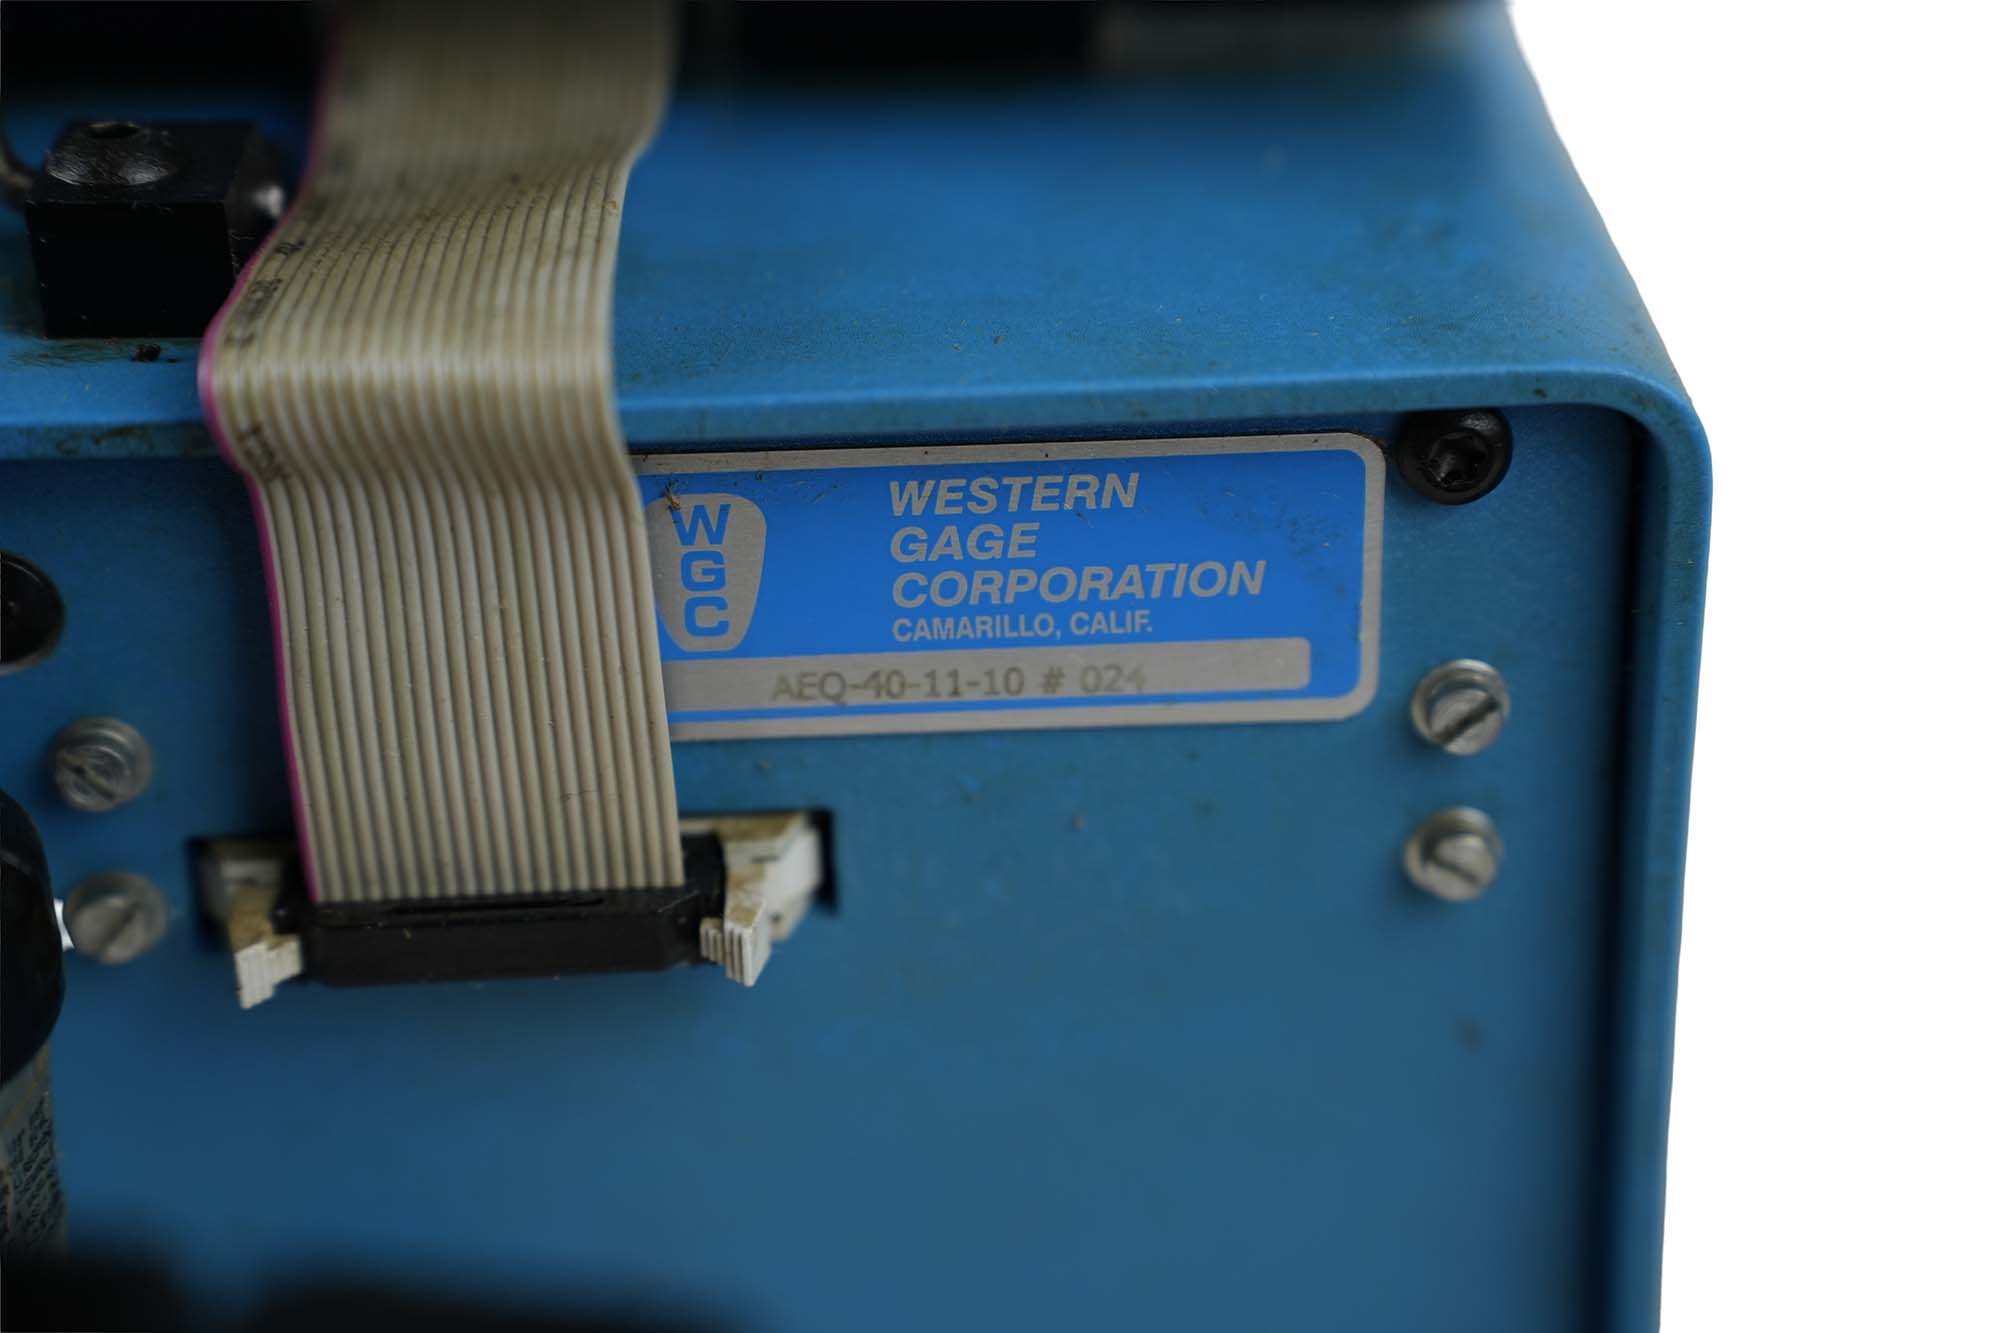 WGC
WESTERN
GAGE
CORPORATION
CAMARILLO, CALIF.
AEQ-40-11-10 # 024